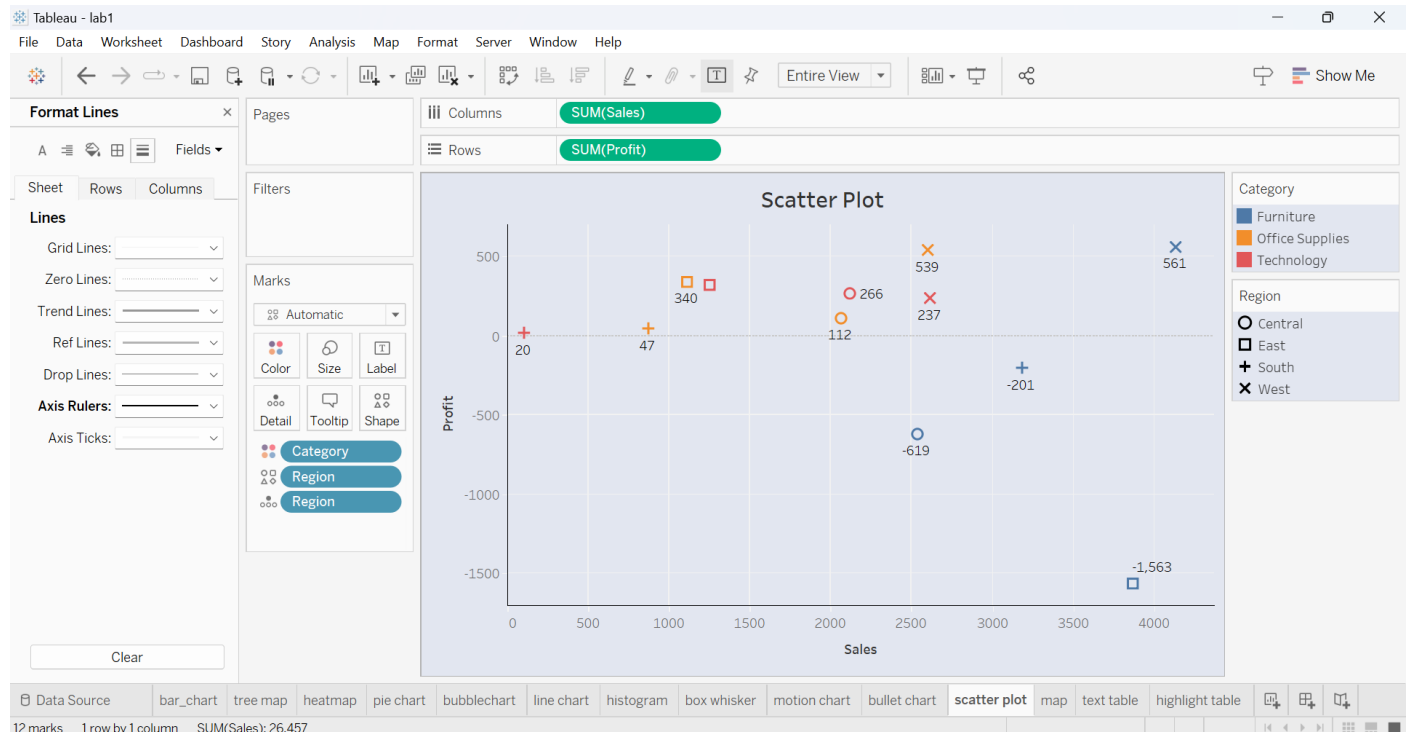 Tableau - lab1
File Data Worksheet Dashboard Story Analysis Map Format Server Window Help
Entire View
Show Me
Format Lines
Fields
Sheet Rows Columns
Lines
Grid Lines:
Zero Lines:
Trend Lines:
Ref Lines:
Drop Lines:
Axis Rulers:
Axis Ticks:
Clear
Pages
Filters
Marks
Automatic
Color Size Label
Detail Tooltip Shape
Category
Region
Region
Columns SUM(Sales)
Rows SUM(Profit)
Scatter Plot
Profit
500
0
-500
-1000
-1500
561
539
340
266
237
112
47
20
-201
-619
-1,563
0 500 1000 1500 2000 2500 3000 3500 4000
Sales
Category
Furniture
Office Supplies
Technology
Region
Central
East
South
West
Data Source bar_chart tree map heatmap pie chart bubblechart line chart histogram box whisker motion chart bullet chart scatter plot map text table highlight table
12 marks 1 row by 1 column SUM(Sales): 26,457